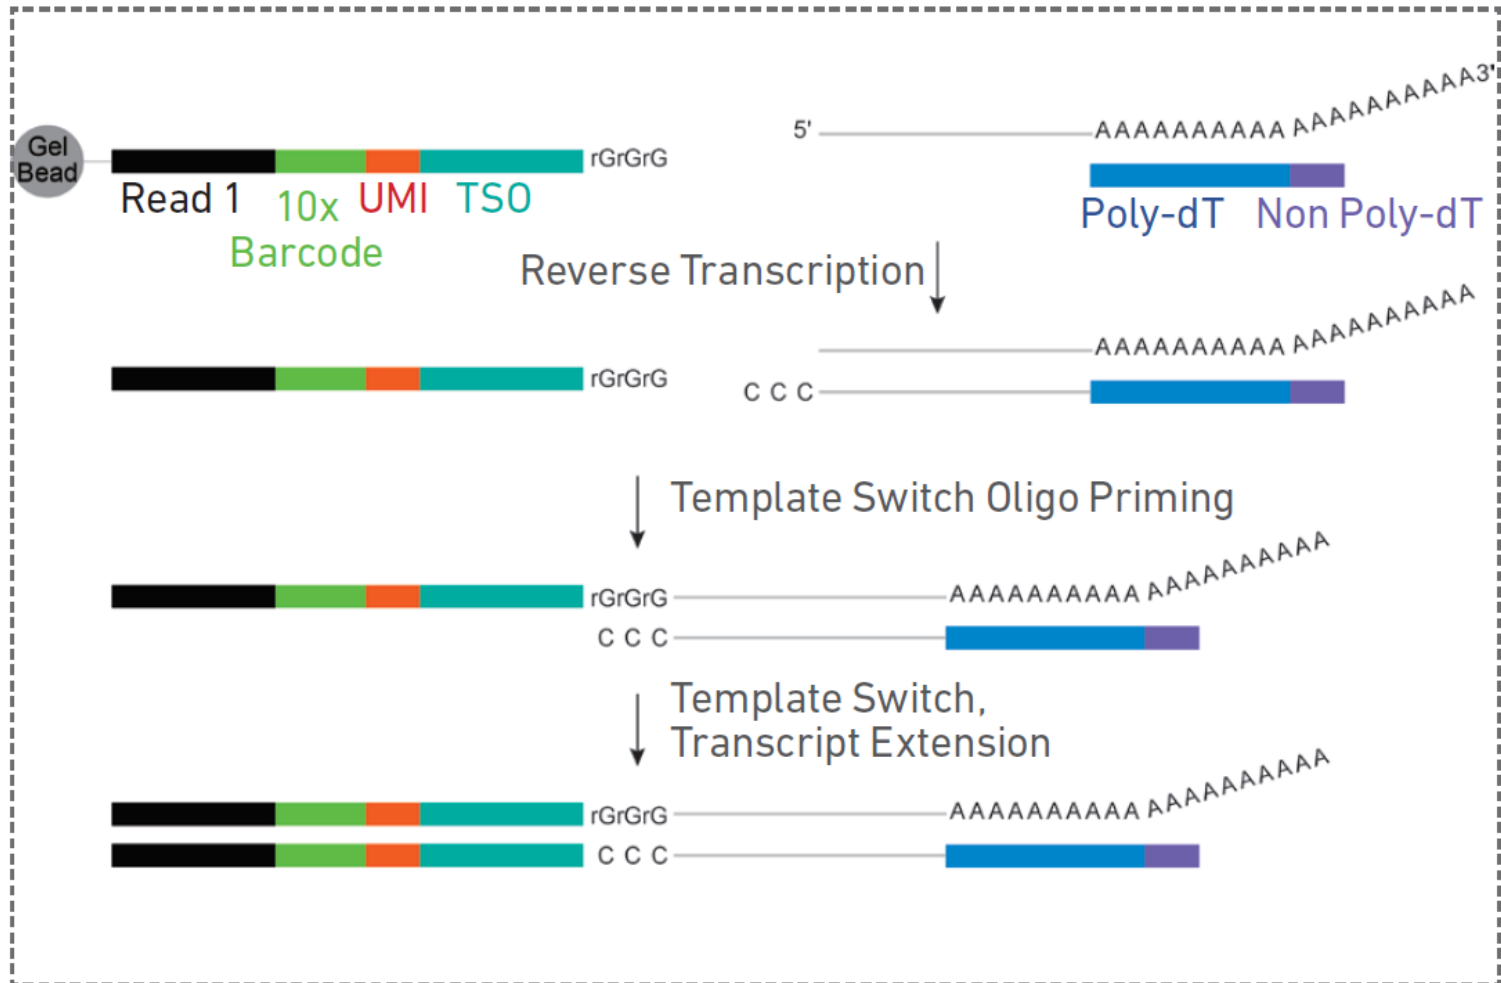 Gel
Bead
rGrGrG
5'
AAAAAAAAAA AAAAAAAAAA3'
Read 1
10x
Barcode
UMI
TSO
Poly-dT
Non Poly-dT
Reverse Transcription
rGrGrG
AAAAAAAAAA AAAAAAAAAA
C C C
Template Switch Oligo Priming
rGrGrG
AAAAAAAAAA AAAAAAAAAA
C C C
Template Switch,
Transcript Extension
rGrGrG
AAAAAAAAAA AAAAAAAAAA
C C C